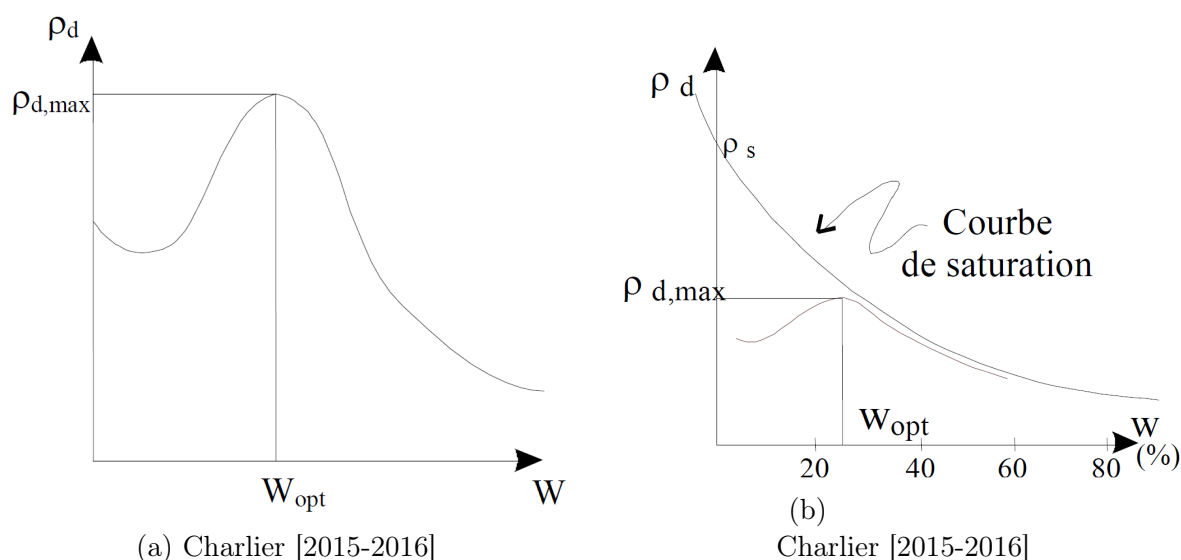 ρd
ρd,max
Wopt
W
(a) Charlier [2015-2016]
ρ d
ρ s
Courbe
de saturation
ρ d,max
wopt
w
(%)
20 40 60 80
(b)
Charlier [2015-2016]